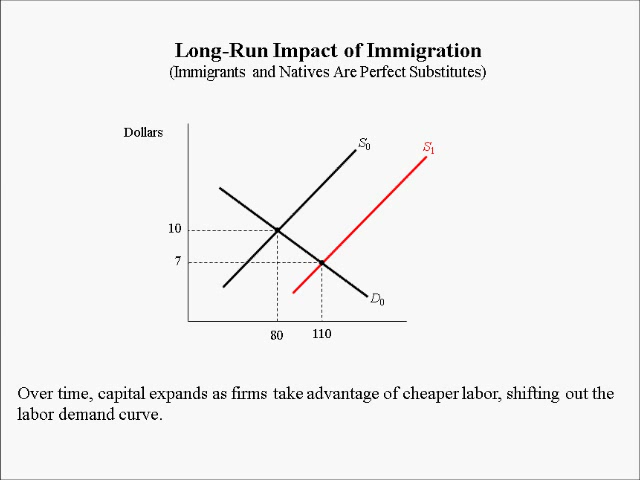 Long-Run Impact of Immigration
(Immigrants and Natives Are Perfect Substitutes)
Dollars
S0
S1
10
7
D0
80
110
Over time, capital expands as firms take advantage of cheaper labor, shifting out the
labor demand curve.